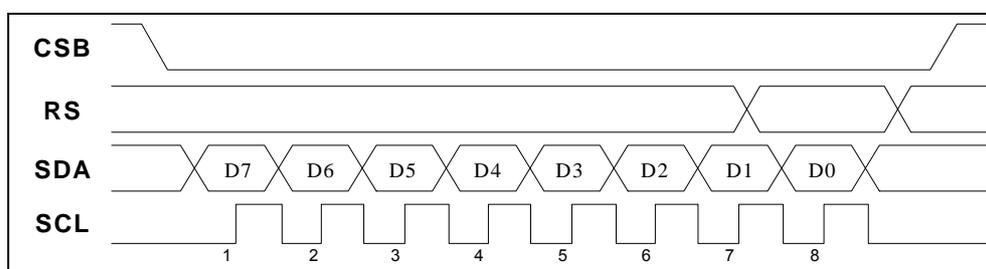 CSB
RS
SDA D7 D6 D5 D4 D3 D2 D1 D0
SCL
1 2 3 4 5 6 7 8